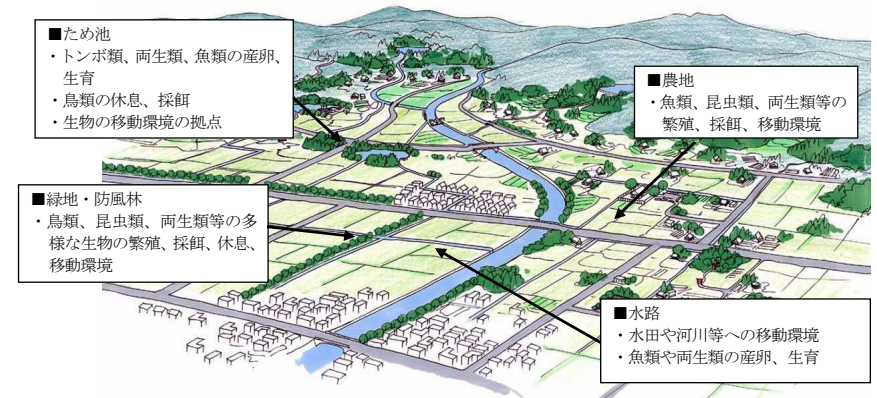 ■ため池
・トンボ類、両生類、魚類の産卵、
生育
・鳥類の休息、採餌
・生物の移動環境の拠点
■農地
・魚類、昆虫類、両生類等の
繁殖、採餌、移動環境
■緑地・防風林
・鳥類、昆虫類、両生類等の多
様な生物の繁殖、採餌、休息、
移動環境
■水路
・水田や河川等への移動環境
・魚類や両生類の産卵、生育